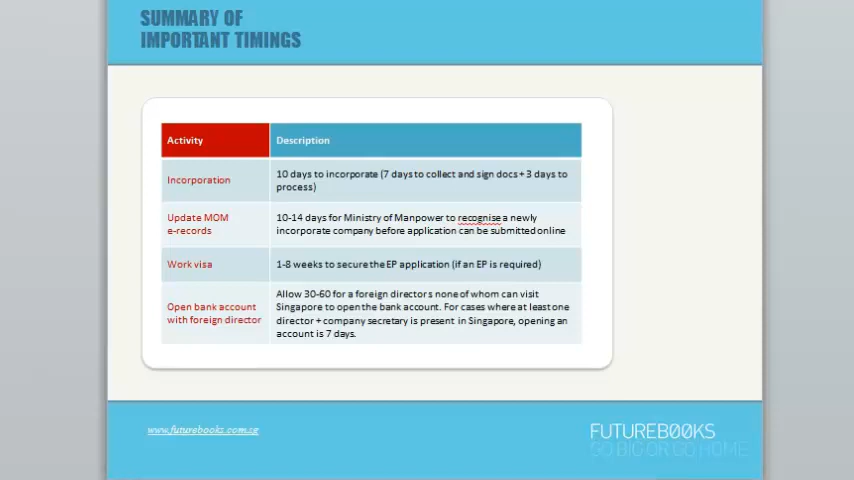 SUMMARY OF
IMPORTANT TIMINGS
Activity
Description
Incorporation
10 days to incorporate (7 days to collect and sign docs + 3 days to
process)
Update MOM
e-records
10-14 days for Ministry of Manpower to recognise a newly
incorporate company before application can be submitted online
Work visa
1-8 weeks to secure the EP application (if an EP is required)
Open bank account
with foreign director
Allow 30-60 for a foreign directors none of whom can visit
Singapore to open the bank account. For cases where at least one
director + company secretary is present in Singapore, opening an
account is 7 days.
www.futurebooks.com.sg
FUTUREB00KS
GO BIG OR GO HOME